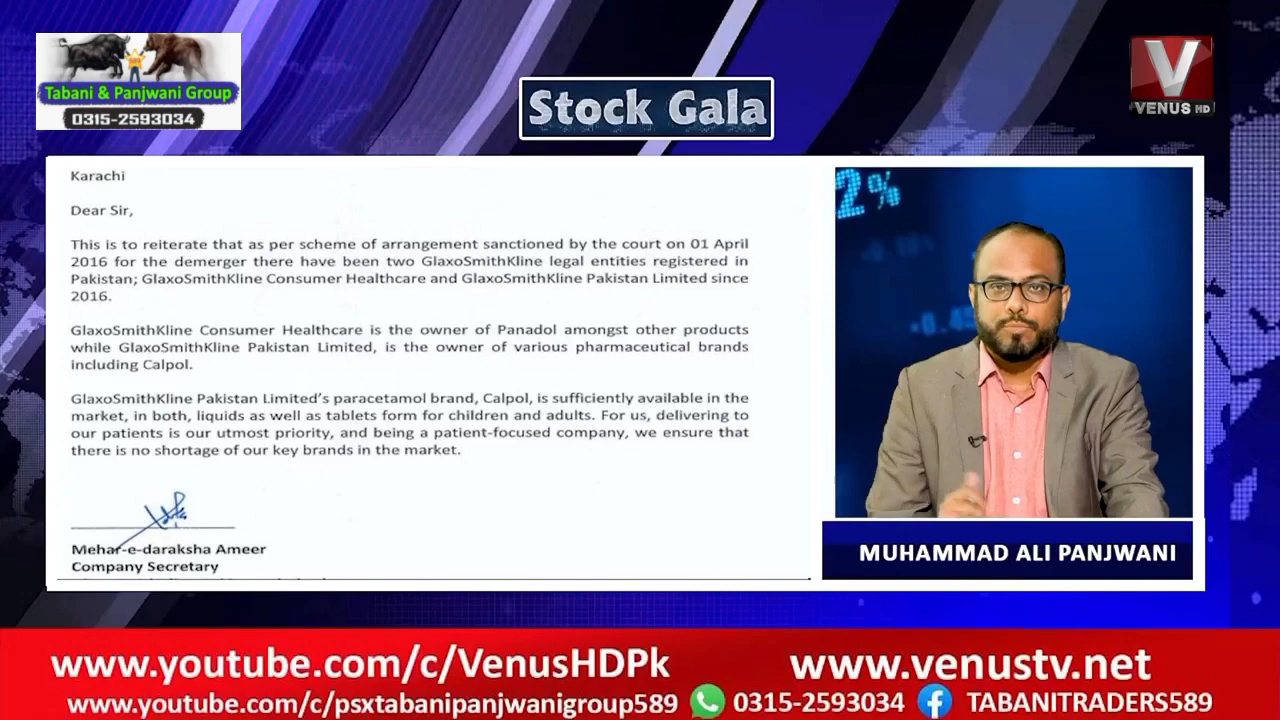 Tabani & Panjwani Group
0315-2593034
Stock Gala
V
VENUS HD
Karachi
Dear Sir,
This is to reiterate that as per scheme of arrangement sanctioned by the court on 01 April
2016 for the demerger there have been two GlaxoSmithKline legal entities registered in
Pakistan; GlaxoSmithKline Consumer Healthcare and GlaxoSmithKline Pakistan Limited since
2016.
GlaxoSmithKline Consumer Healthcare is the owner of Panadol amongst other products
while GlaxoSmithKline Pakistan Limited, is the owner of various pharmaceutical brands
including Calpol.
GlaxoSmithKline Pakistan Limited's paracetamol brand, Calpol, is sufficiently available in the
market, in both, liquids as well as tablets form for children and adults. For us, delivering to
our patients is our utmost priority, and being a patient-focused company, we ensure that
there is no shortage of our key brands in the market.
Mehar-e-daraksha Ameer
Company Secretary
2%
MUHAMMAD ALI PANJWANI
www.youtube.com/c/VenusHDPk
www.venustv.net
www.youtube.com/c/psxtabanipanjwanigroup589
0315-2593034
TABANITRADERS589